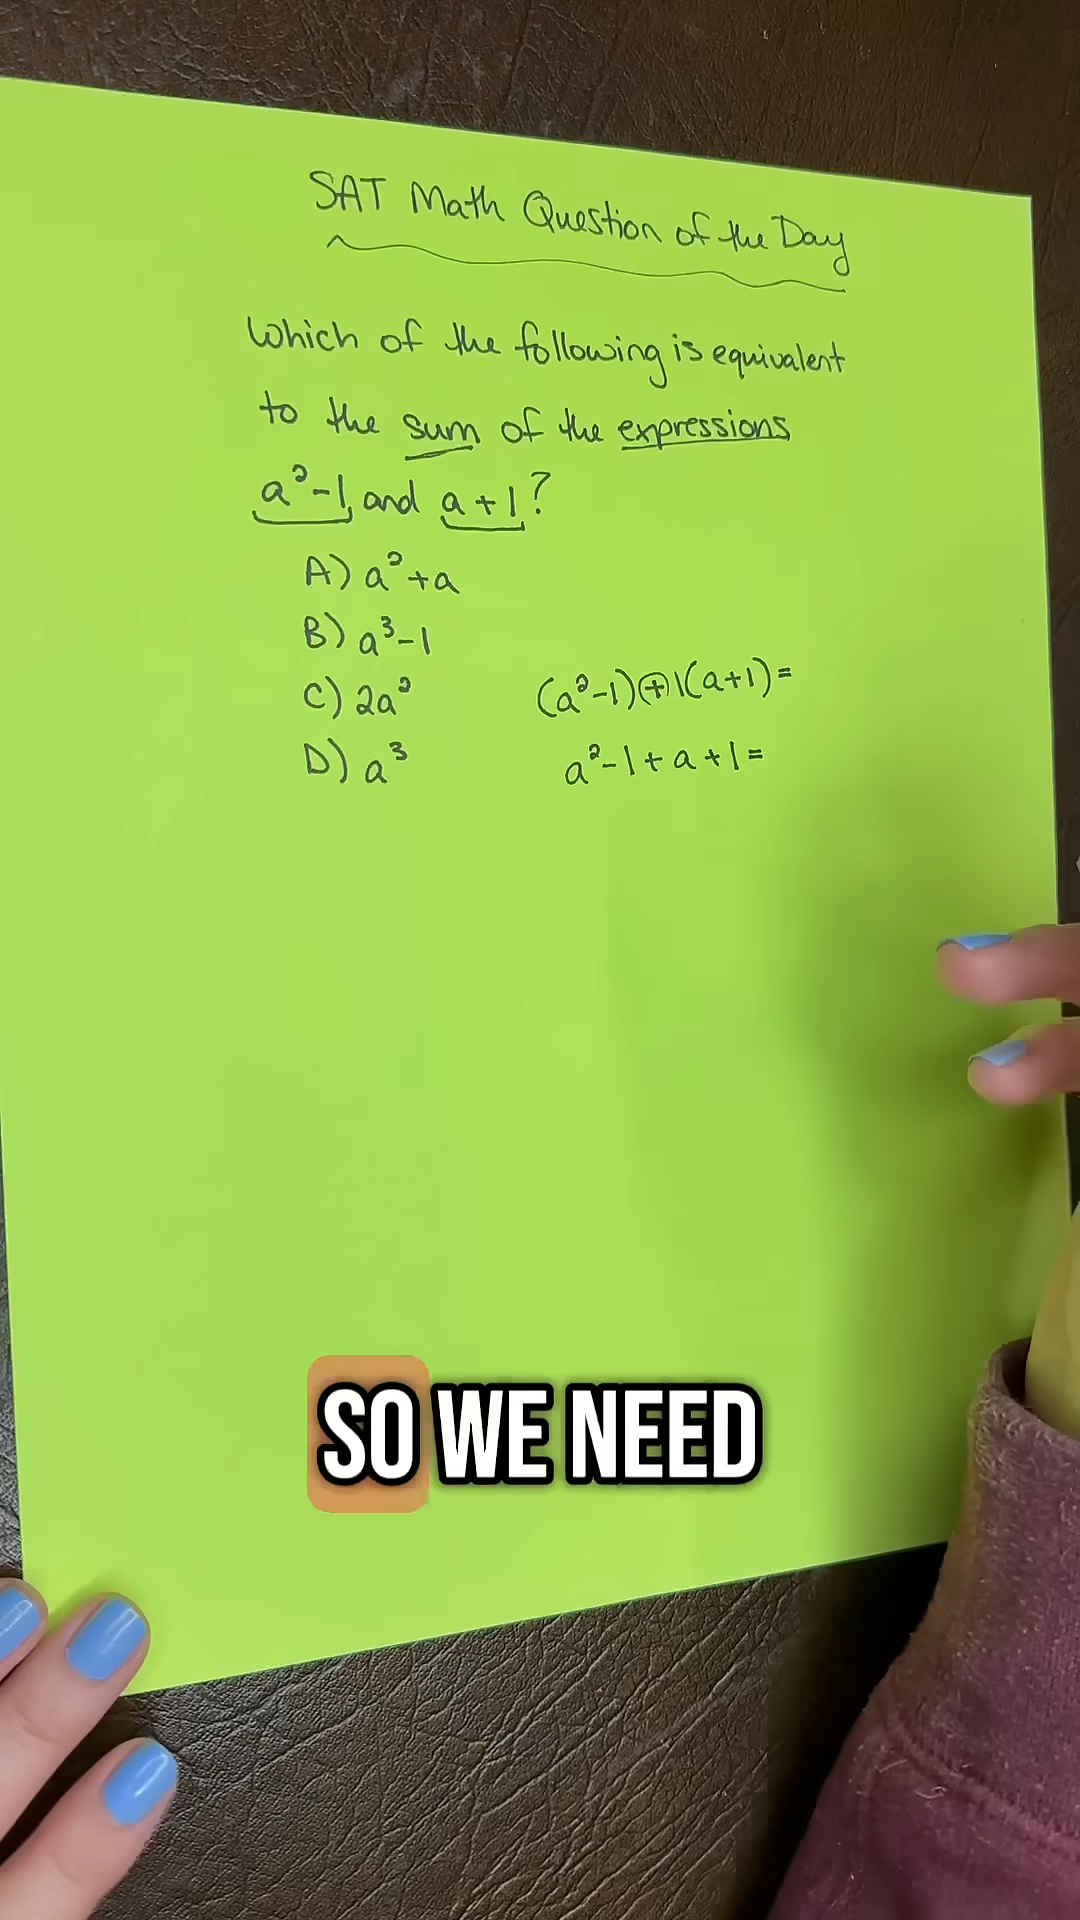 SAT Math Question of the Day
Which of the following is equivalent
to the sum of the expressions
a²-1 and a+1?
A) a²+a
B) a³-1
C) 2a²
D) a³
(a²-1)⊕1(a+1)=
a²-1+a+1=
SO WE NEED